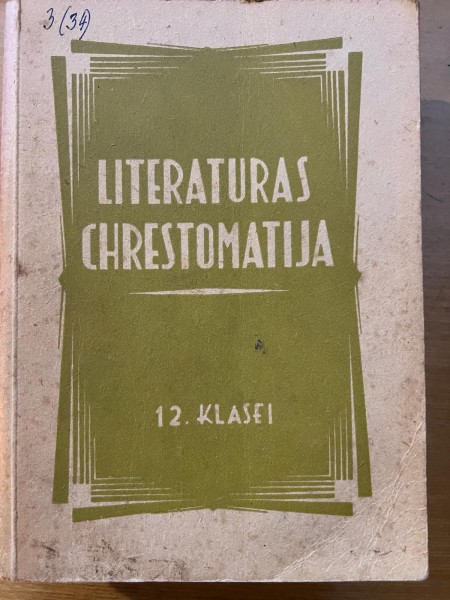 3 (34)
LITERATURAS
CHRESTOMATIJA
12. KLASEI